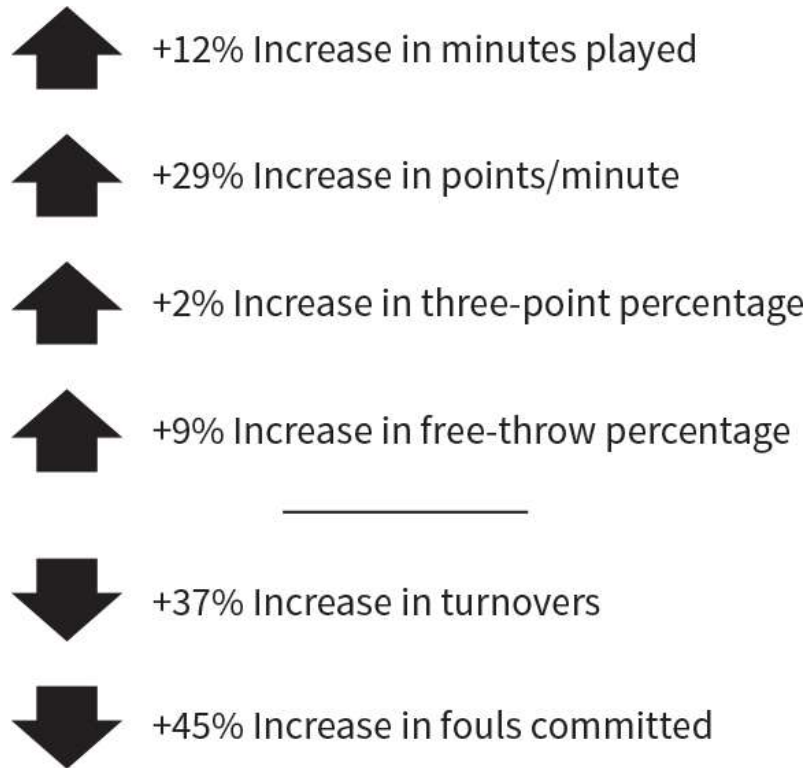 +12% Increase in minutes played
+29% Increase in points/minute
+2% Increase in three-point percentage
+9% Increase in free-throw percentage
+37% Increase in turnovers
+45% Increase in fouls committed